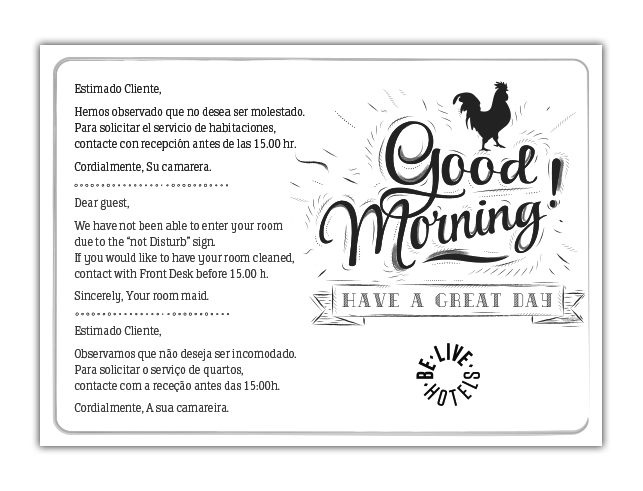 Estimado Cliente,
Hemos observado que no desea ser molestado.
Para solicitar el servicio de habitaciones,
contacte con recepción antes de las 15.00 hr.
Cordialmente, Su camarera.
Dear guest,
We have not been able to enter your room
due to the "not Disturb" sign.
If you would like to have your room cleaned,
contact with Front Desk before 15.00 h.
Sincerely, Your room maid.
Estimado Cliente,
Observamos que não deseja ser incomodado.
Para solicitar o serviço de quartos,
contacte com a receção antes das 15:00h.
Cordialmente, A sua camareira.
Good
Morning!
HAVE A GREAT DAY
BE·LIVE·
HOTELS·